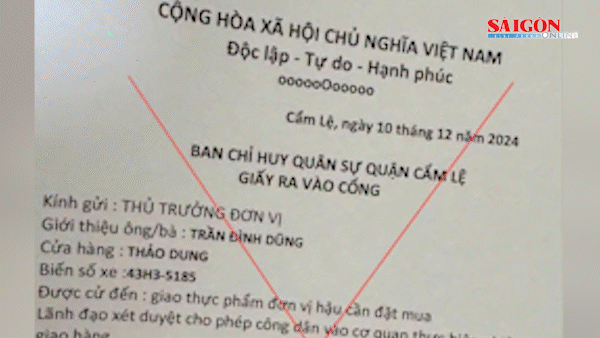 SAIGON
ONLINE
CỘNG HÒA XÃ HỘI CHỦ NGHĨA VIỆT NAM
Độc lập - Tự do - Hạnh phúc
oooooOooooo
Cẩm Lệ, ngày 10 tháng 12 năm 2024
BAN CHỈ HUY QUÂN SỰ QUẬN CẨM LỆ
GIẤY RA VÀO CỔNG
Kính gửi : THỦ TRƯỞNG ĐƠN VỊ
Giới thiệu ông/bà : TRẦN ĐÌNH DŨNG
Cửa hàng : THẢO DUNG
Biển số xe :43H3-5185
Được cử đến : giao thực phẩm đơn vị hậu cần đặt mua
Lãnh đạo xét duyệt cho phép công dân vào cơ quan thực
giao hàng